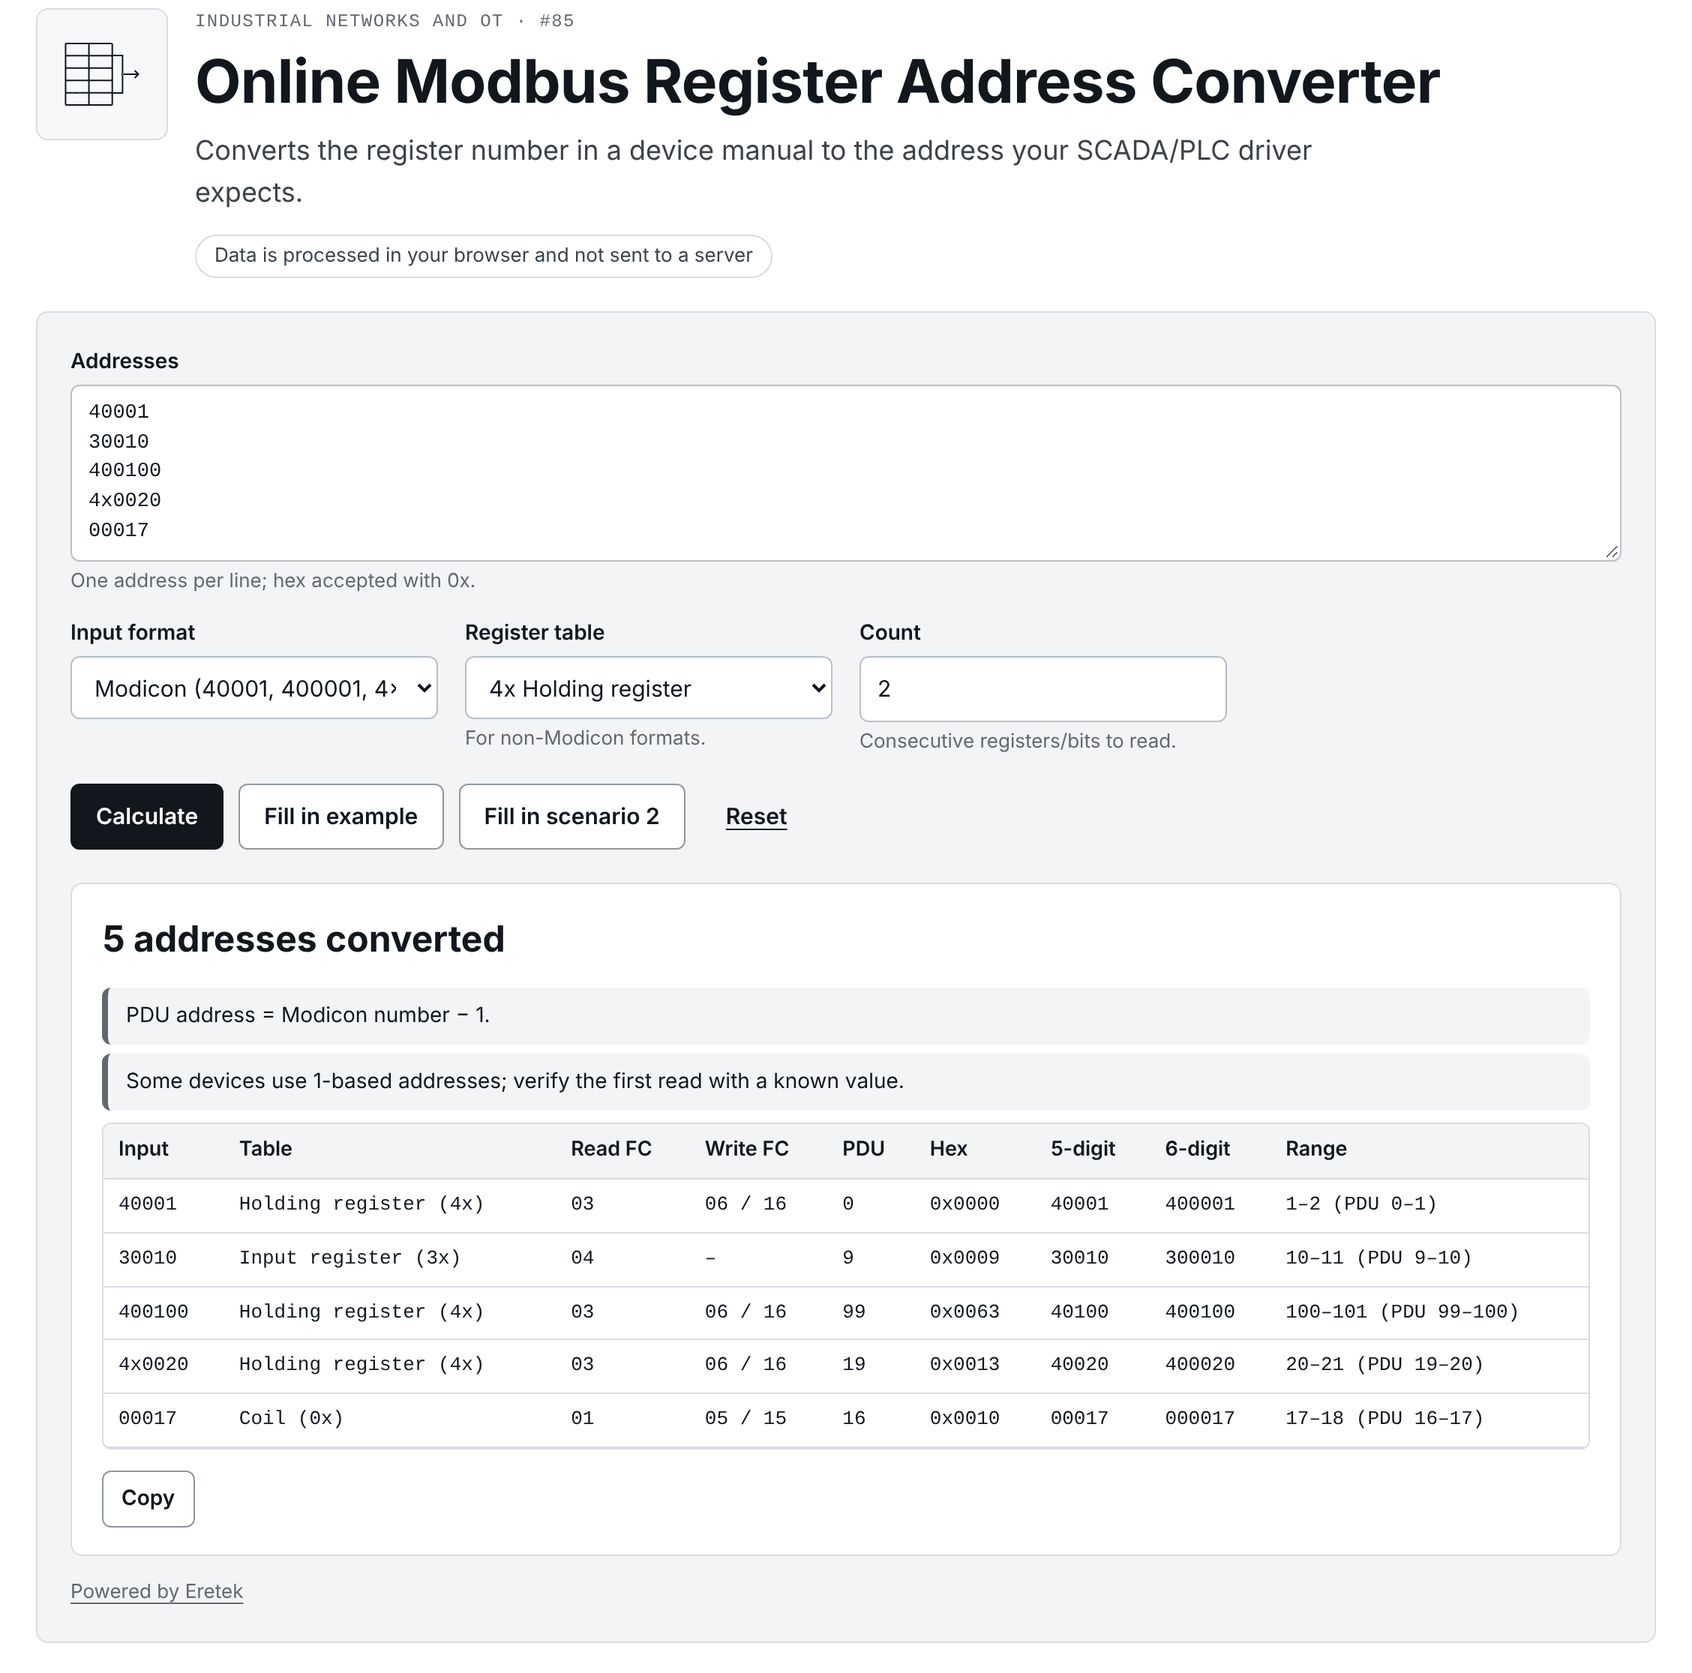 INDUSTRIAL NETWORKS AND OT · #85
Online Modbus Register Address Converter
Converts the register number in a device manual to the address your SCADA/PLC driver
expects.
Data is processed in your browser and not sent to a server
Addresses
40001
30010
400100
4x0020
00017
One address per line; hex accepted with 0x.
Input format Register table Count
Modicon (40001, 400001, 4x 4x Holding register 2
For non-Modicon formats. Consecutive registers/bits to read.
Calculate Fill in example Fill in scenario 2 Reset
5 addresses converted
PDU address = Modicon number − 1.
Some devices use 1-based addresses; verify the first read with a known value.
Input Table Read FC Write FC PDU Hex 5-digit 6-digit Range
40001 Holding register (4x) 03 06 / 16 0 0x0000 40001 400001 1–2 (PDU 0–1)
30010 Input register (3x) 04 – 9 0x0009 30010 300010 10–11 (PDU 9–10)
400100 Holding register (4x) 03 06 / 16 99 0x0063 40100 400100 100–101 (PDU 99–100)
4x0020 Holding register (4x) 03 06 / 16 19 0x0013 40020 400020 20–21 (PDU 19–20)
00017 Coil (0x) 01 05 / 15 16 0x0010 00017 000017 17–18 (PDU 16–17)
Copy
Powered by Eretek